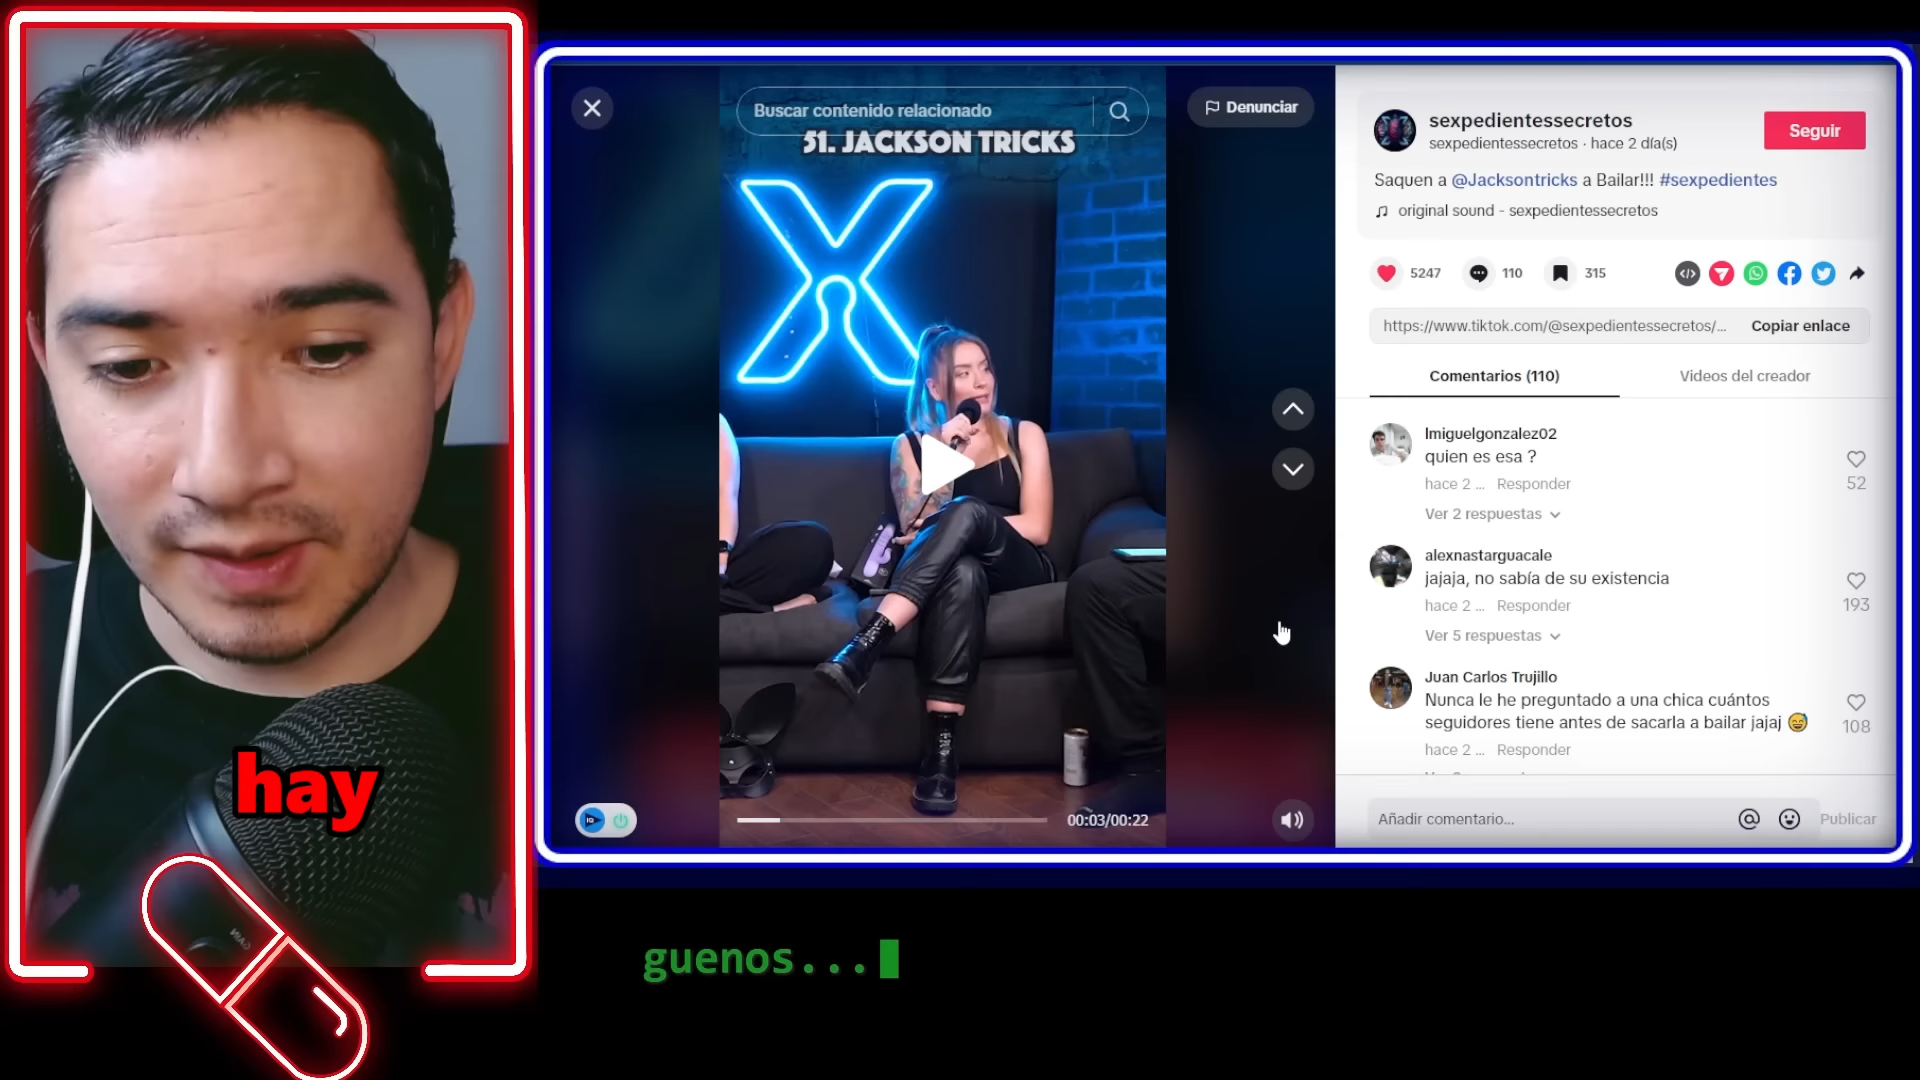 hay
Buscar contenido relacionado
51. JACKSON TRICKS
Denunciar
00:03/00:22
sexpedientessecretos
sexpedientessecretos · hace 2 día(s)
Seguir
Saquen a @Jacksontricks a Bailar!!! #sexpedientes
original sound - sexpedientessecretos
5247
110
315
https://www.tiktok.com/@sexpedientessecretos/...
Copiar enlace
Comentarios (110)
Videos del creador
lmiguelgonzalez02
quien es esa ?
hace 2 ... Responder
52
Ver 2 respuestas
alexnastarguacale
jajaja, no sabía de su existencia
hace 2 ... Responder
193
Ver 5 respuestas
Juan Carlos Trujillo
Nunca le he preguntado a una chica cuántos
seguidores tiene antes de sacarla a bailar jajaj 😅
hace 2 ... Responder
108
Añadir comentario...
Publicar
guenos...